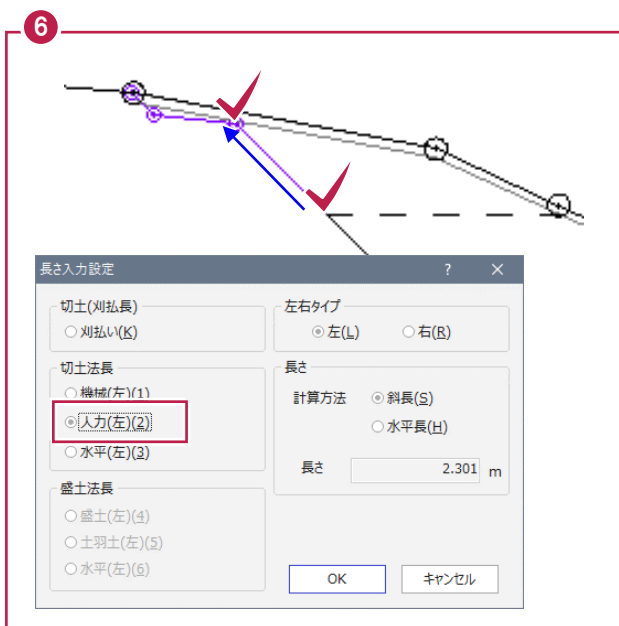 6
長さ入力設定 ? ×
切土(刈払長)
刈払い(K)
切土法長
機械(左)(1)
人力(左)(2)
水平(左)(3)
盛土法長
盛土(左)(4)
土羽土(左)(5)
水平(左)(6)
左右タイプ
左(L) 右(R)
長さ
計算方法 斜長(S)
水平長(H)
長さ 2.301 m
OK キャンセル